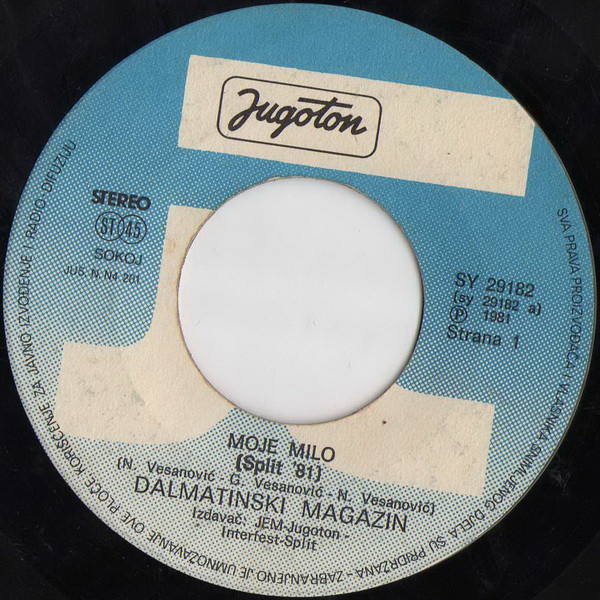 Jugoton
STEREO
ST 45
SOKOJ
JUS N N4 201
SY 29182
(sy 29182 a)
℗ 1981
Strana 1
MOJE MILO
(Split '81)
(N. Vesanović - G. Vesanović - N. Vesanović)
DALMATINSKI MAGAZIN
Izdavač: JEM-Jugoton -
Interfest-Split
SVA PRAVA PROIZVOĐAČA I VLASNIKA SNIMLJENOG DJELA SU PRIDRŽANA - ZABRANJENO JE UMNOŽAVANJE OVE PLOČE, KORIŠĆENJE ZA JAVNO IZVOĐENJE I RADIO-DIFUZIJU